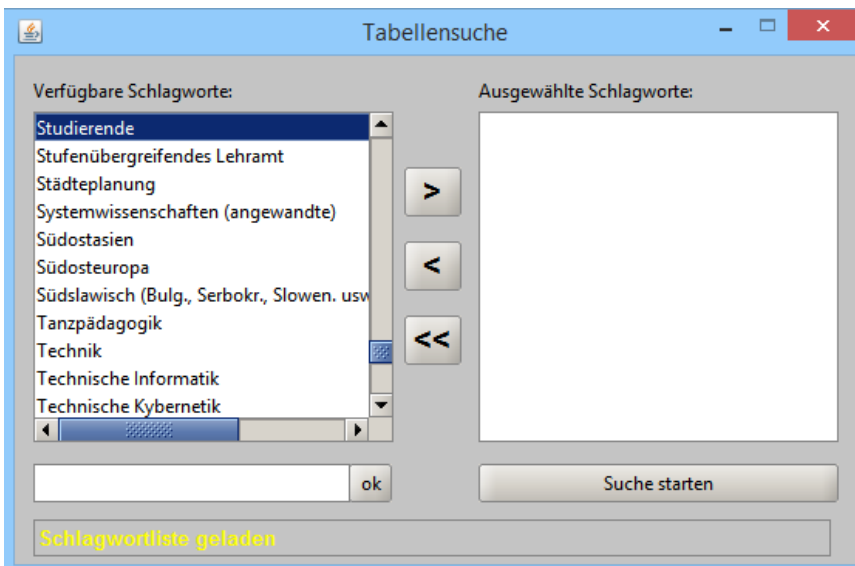 Tabellensuche
Verfügbare Schlagworte:
Studierende
Stufenübergreifendes Lehramt
Städteplanung
Systemwissenschaften (angewandte)
Südostasien
Südosteuropa
Südslawisch (Bulg., Serbokr., Slowen. usw
Tanzpädagogik
Technik
Technische Informatik
Technische Kybernetik
ok
>
<
<<
Ausgewählte Schlagworte:
Suche starten
Schlagwortliste geladen